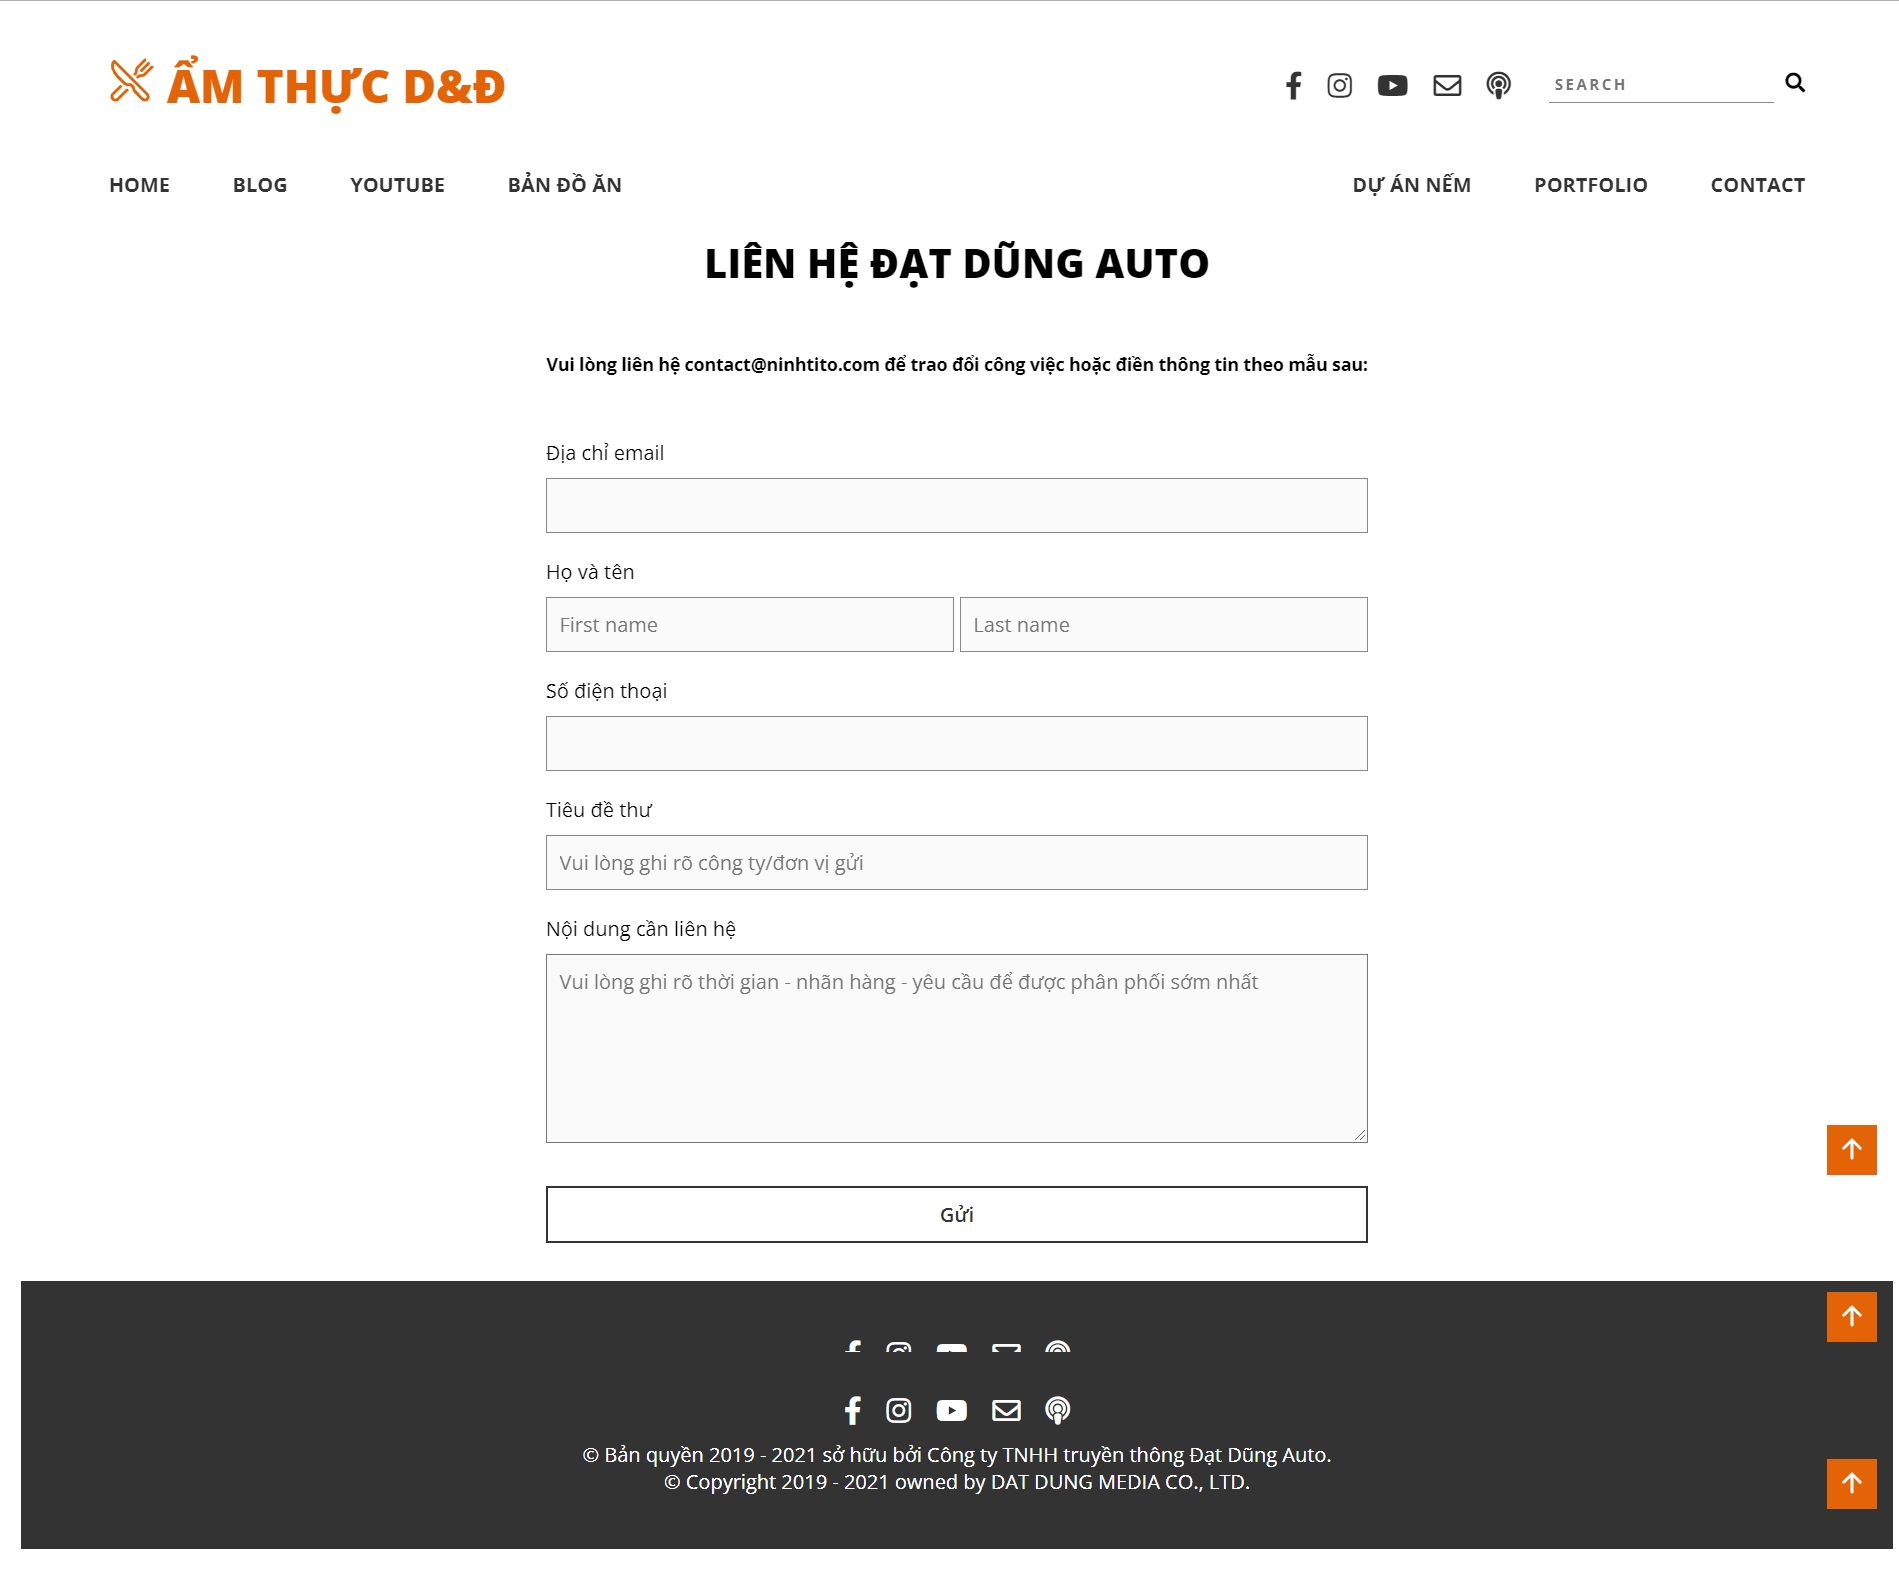 ẨM THỰC D&Đ
SEARCH
HOME BLOG YOUTUBE BẢN ĐỒ ĂN DỰ ÁN NẾM PORTFOLIO CONTACT
LIÊN HỆ ĐẠT DŨNG AUTO
Vui lòng liên hệ contact@ninhtito.com để trao đổi công việc hoặc điền thông tin theo mẫu sau:
Địa chỉ email
Họ và tên
First name Last name
Số điện thoại
Tiêu đề thư
Vui lòng ghi rõ công ty/đơn vị gửi
Nội dung cần liên hệ
Vui lòng ghi rõ thời gian - nhãn hàng - yêu cầu để được phân phối sớm nhất
Gửi
© Bản quyền 2019 - 2021 sở hữu bởi Công ty TNHH truyền thông Đạt Dũng Auto.
© Copyright 2019 - 2021 owned by DAT DUNG MEDIA CO., LTD.